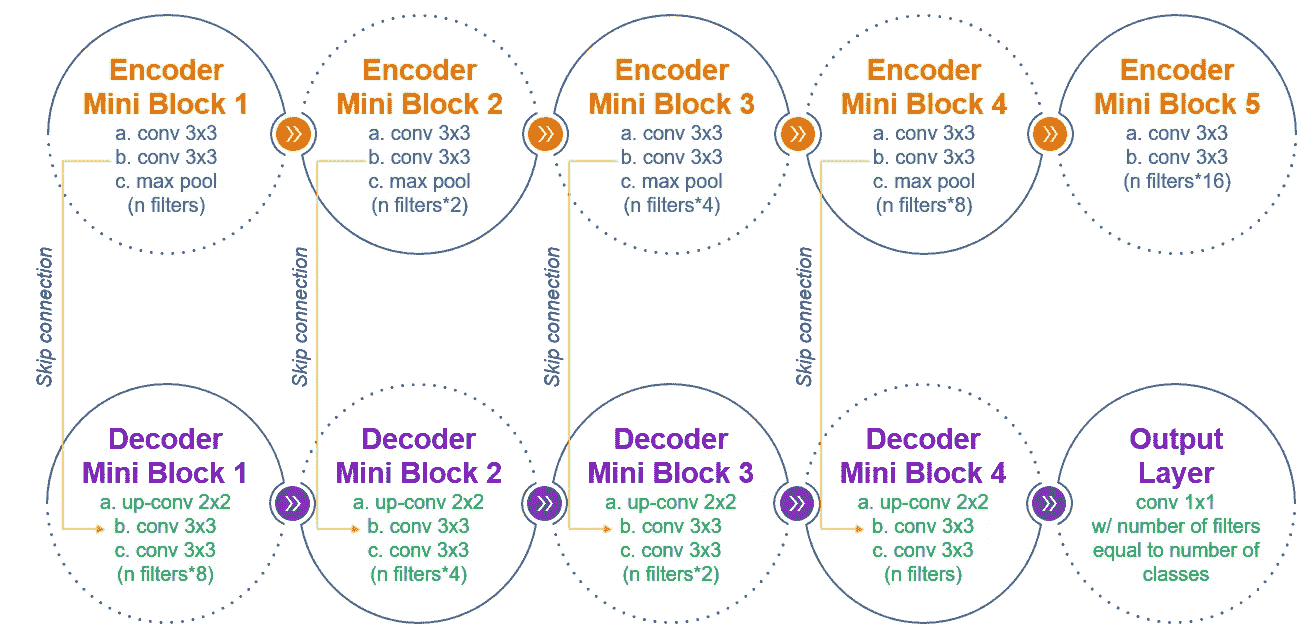 Encoder
Mini Block 1
a. conv 3x3
b. conv 3x3
c. max pool
(n filters)
Encoder
Mini Block 2
a. conv 3x3
b. conv 3x3
c. max pool
(n filters*2)
Encoder
Mini Block 3
a. conv 3x3
b. conv 3x3
c. max pool
(n filters*4)
Encoder
Mini Block 4
a. conv 3x3
b. conv 3x3
c. max pool
(n filters*8)
Encoder
Mini Block 5
a. conv 3x3
b. conv 3x3
(n filters*16)
Skip connection
Skip connection
Skip connection
Skip connection
Decoder
Mini Block 1
a. up-conv 2x2
b. conv 3x3
c. conv 3x3
(n filters*8)
Decoder
Mini Block 2
a. up-conv 2x2
b. conv 3x3
c. conv 3x3
(n filters*4)
Decoder
Mini Block 3
a. up-conv 2x2
b. conv 3x3
c. conv 3x3
(n filters*2)
Decoder
Mini Block 4
a. up-conv 2x2
b. conv 3x3
c. conv 3x3
(n filters)
Output
Layer
conv 1x1
w/ number of filters
equal to number of
classes